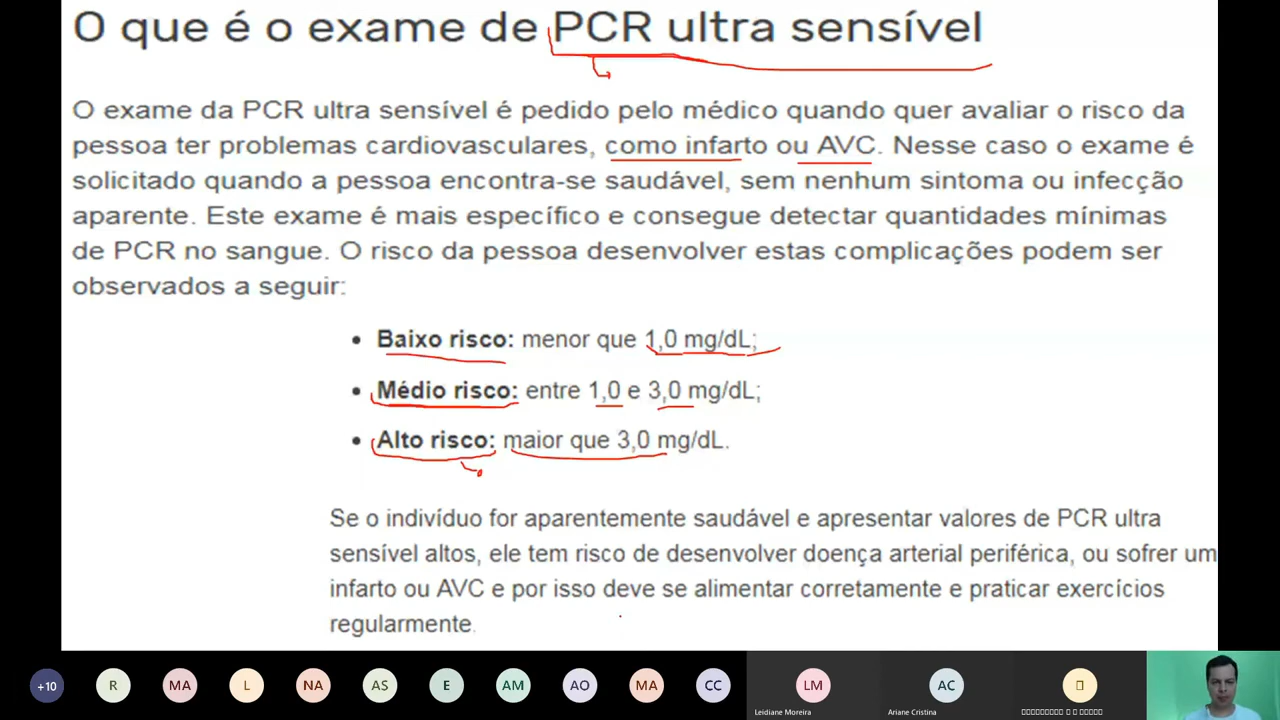 O que é o exame de PCR ultra sensível
O exame da PCR ultra sensível é pedido pelo médico quando quer avaliar o risco da
pessoa ter problemas cardiovasculares, como infarto ou AVC. Nesse caso o exame é
solicitado quando a pessoa encontra-se saudável, sem nenhum sintoma ou infecção
aparente. Este exame é mais específico e consegue detectar quantidades mínimas
de PCR no sangue. O risco da pessoa desenvolver estas complicações podem ser
observados a seguir:
• Baixo risco: menor que 1,0 mg/dL;
• Médio risco: entre 1,0 e 3,0 mg/dL;
• Alto risco: maior que 3,0 mg/dL.
Se o indivíduo for aparentemente saudável e apresentar valores de PCR ultra
sensível altos, ele tem risco de desenvolver doença arterial periférica, ou sofrer um
infarto ou AVC e por isso deve se alimentar corretamente e praticar exercícios
regularmente.
+10 R MA L NA AS E AM AO MA CC LM AC
Leidiane Moreira Ariane Cristina